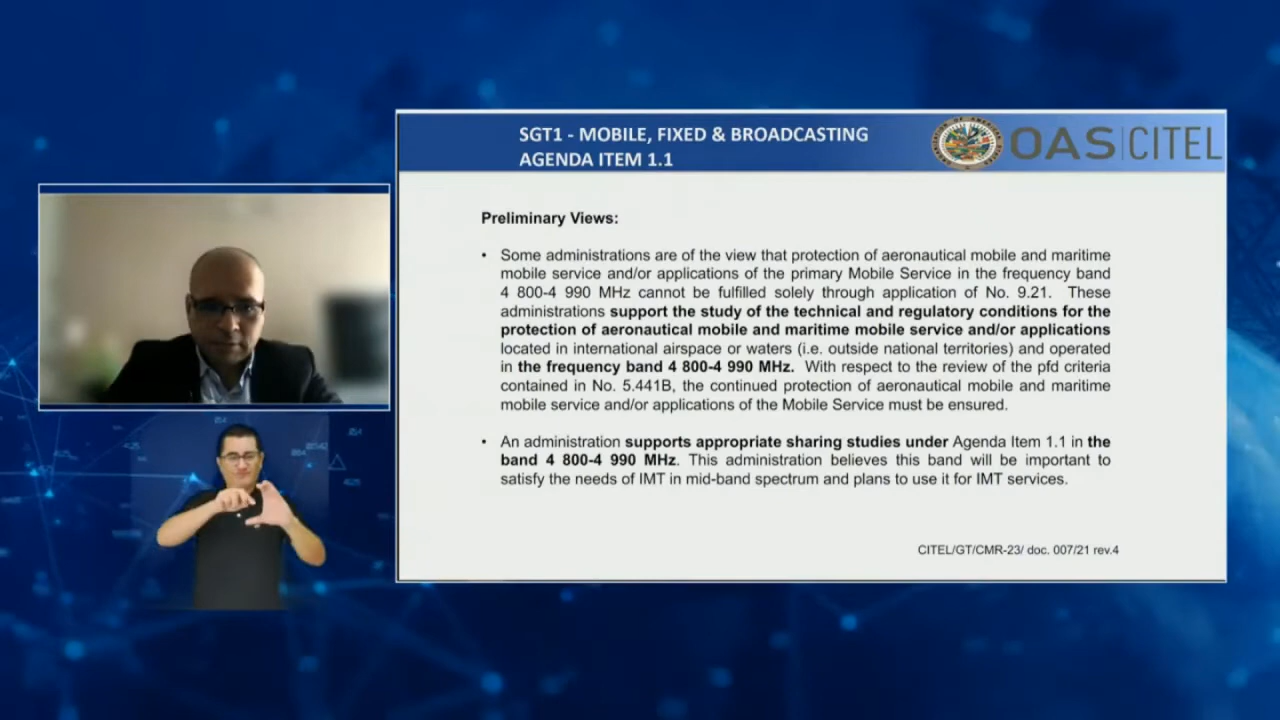 SGT1 - MOBILE, FIXED & BROADCASTING
AGENDA ITEM 1.1
OAS CITEL
Preliminary Views:
• Some administrations are of the view that protection of aeronautical mobile and maritime
mobile service and/or applications of the primary Mobile Service in the frequency band
4 800-4 990 MHz cannot be fulfilled solely through application of No. 9.21. These
administrations support the study of the technical and regulatory conditions for the
protection of aeronautical mobile and maritime mobile service and/or applications
located in international airspace or waters (i.e. outside national territories) and operated
in the frequency band 4 800-4 990 MHz. With respect to the review of the pfd criteria
contained in No. 5.441B, the continued protection of aeronautical mobile and maritime
mobile service and/or applications of the Mobile Service must be ensured.
• An administration supports appropriate sharing studies under Agenda Item 1.1 in the
band 4 800-4 990 MHz. This administration believes this band will be important to
satisfy the needs of IMT in mid-band spectrum and plans to use it for IMT services.
CITEL/GT/CMR-23/ doc. 007/21 rev.4